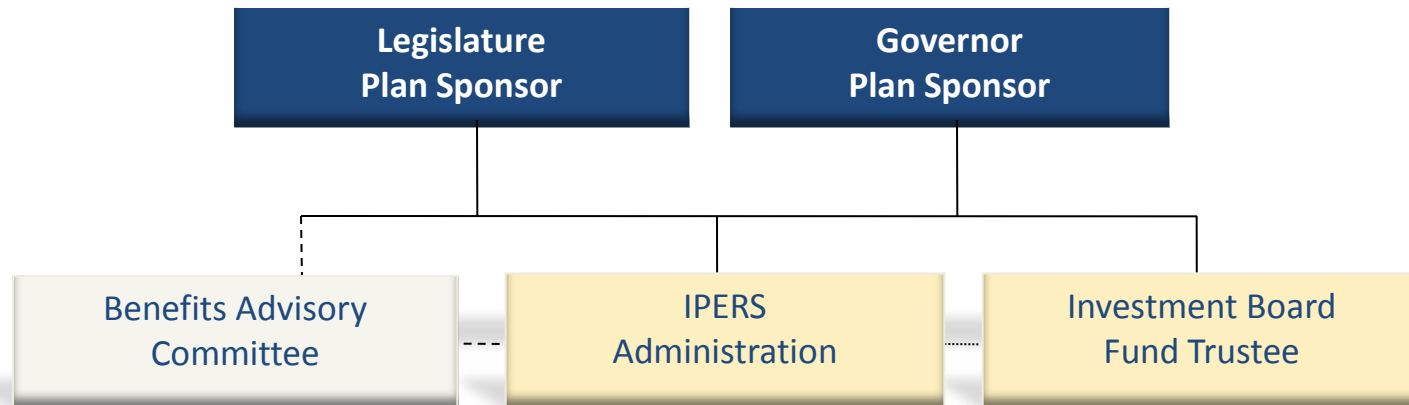 Legislature
Plan Sponsor
Governor
Plan Sponsor
Benefits Advisory
Committee
IPERS
Administration
Investment Board
Fund Trustee